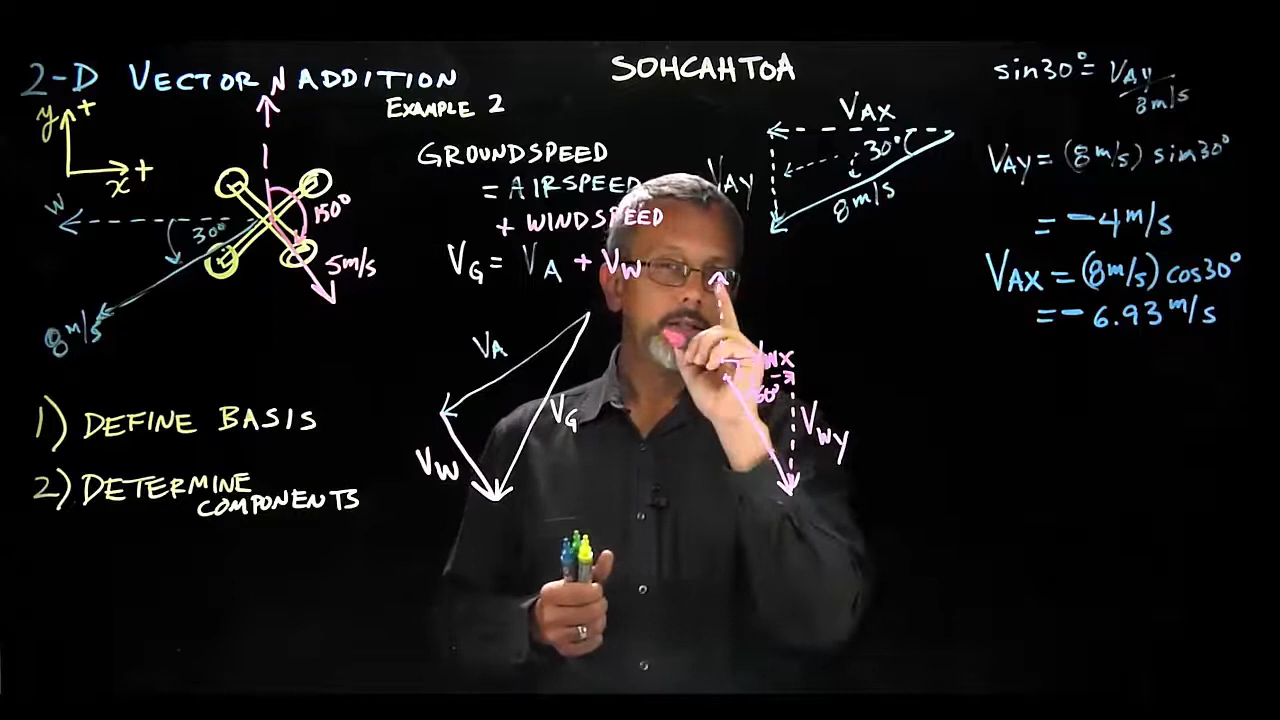 2-D VECTOR ADDITION
EXAMPLE 2
N
y +
x +
W
30°
150°
5m/s
8m/s
1) DEFINE BASIS
2) DETERMINE
COMPONENTS
SOHCAHTOA
GROUNDSPEED
= AIRSPEED
+ WINDSPEED
VG = VA + VW
VA
VG
VW
VAX
30°
VAY
8m/s
VWX
60°
VWY
sin30° = VAY
8m/s
VAY = (8m/s) sin30°
= -4m/s
VAX = (8m/s) cos30°
= -6.93m/s